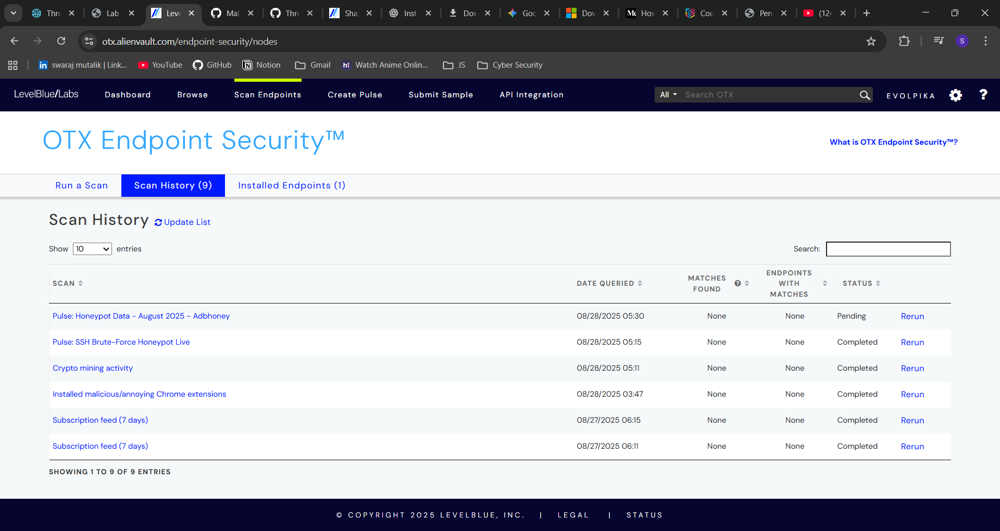 Thre
Lab
Leve
Mal
Thre
Sha
Inst
Dov
Goo
Dow
How
Cou
Pen
(124
otx.alienvault.com/endpoint-security/nodes
S
swaraj mutalik | Link...
YouTube
GitHub
Notion
Gmail
Watch Anime Onlin...
JS
Cyber Security
LevelBlue/Labs
Dashboard
Browse
Scan Endpoints
Create Pulse
Submit Sample
API Integration
All
Search OTX
EVOLPIKA
?
OTX Endpoint Security™
What is OTX Endpoint Security™?
Run a Scan
Scan History (9)
Installed Endpoints (1)
Scan History
Update List
Show 10 entries
Search:
SCAN
DATE QUERIED
MATCHES
FOUND
ENDPOINTS
WITH
MATCHES
STATUS
Pulse: Honeypot Data - August 2025 - Adbhoney 08/28/2025 05:30 None None Pending Rerun
Pulse: SSH Brute-Force Honeypot Live 08/28/2025 05:15 None None Completed Rerun
Crypto mining activity 08/28/2025 05:11 None None Completed Rerun
Installed malicious/annoying Chrome extensions 08/28/2025 03:47 None None Completed Rerun
Subscription feed (7 days) 08/27/2025 06:15 None None Completed Rerun
Subscription feed (7 days) 08/27/2025 06:11 None None Completed Rerun
SHOWING 1 TO 9 OF 9 ENTRIES
© COPYRIGHT 2025 LEVELBLUE, INC. | LEGAL | STATUS